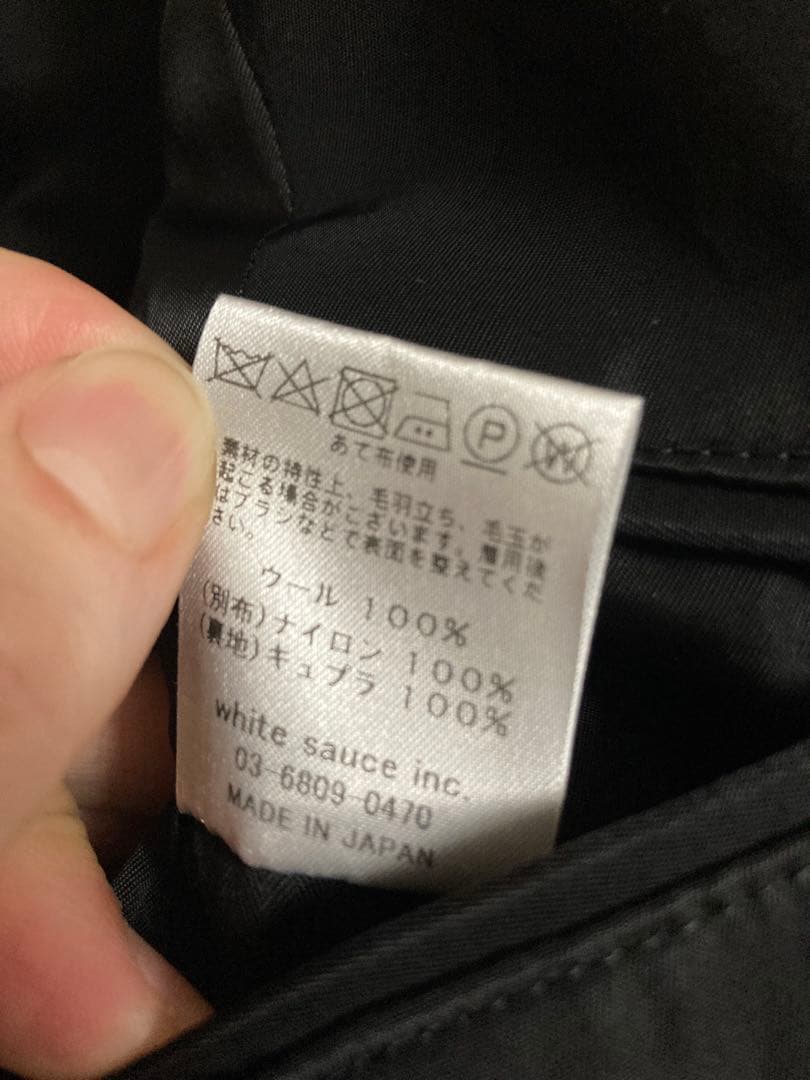 P W
あて布使用
素材の特性上、毛羽立ち、毛玉が
起こる場合がございます。着用後
はブラシなどで表面を整えてくだ
さい。
ウール 100%
(別布)ナイロン 100%
(裏地)キュプラ 100%
white sauce inc.
03-6809-0470
MADE IN JAPAN